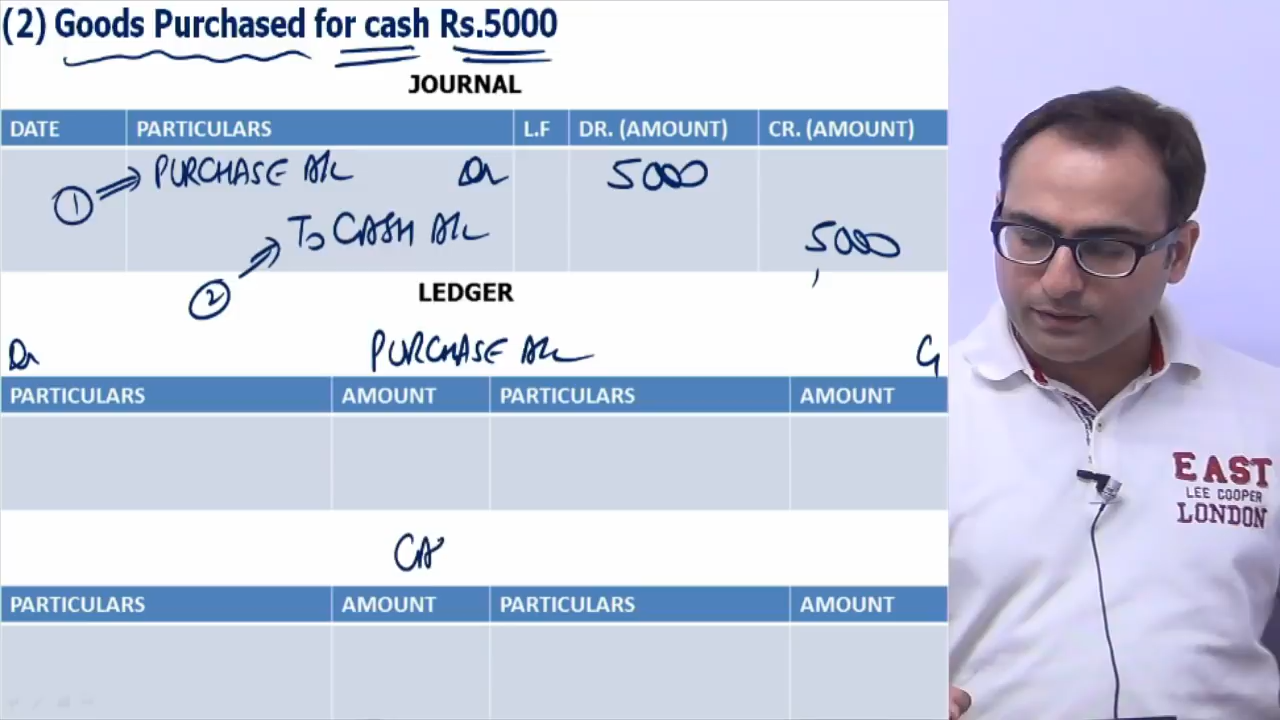 (2) Goods Purchased for cash Rs.5000
JOURNAL
DATE PARTICULARS L.F DR. (AMOUNT) CR. (AMOUNT)
1 PURCHASE A/c Dr 5000
2 To CASH A/c 5000
LEDGER
Dr PURCHASE A/c Cr
PARTICULARS AMOUNT PARTICULARS AMOUNT
CAS
PARTICULARS AMOUNT PARTICULARS AMOUNT
EAST
LEE COOPER
LONDON